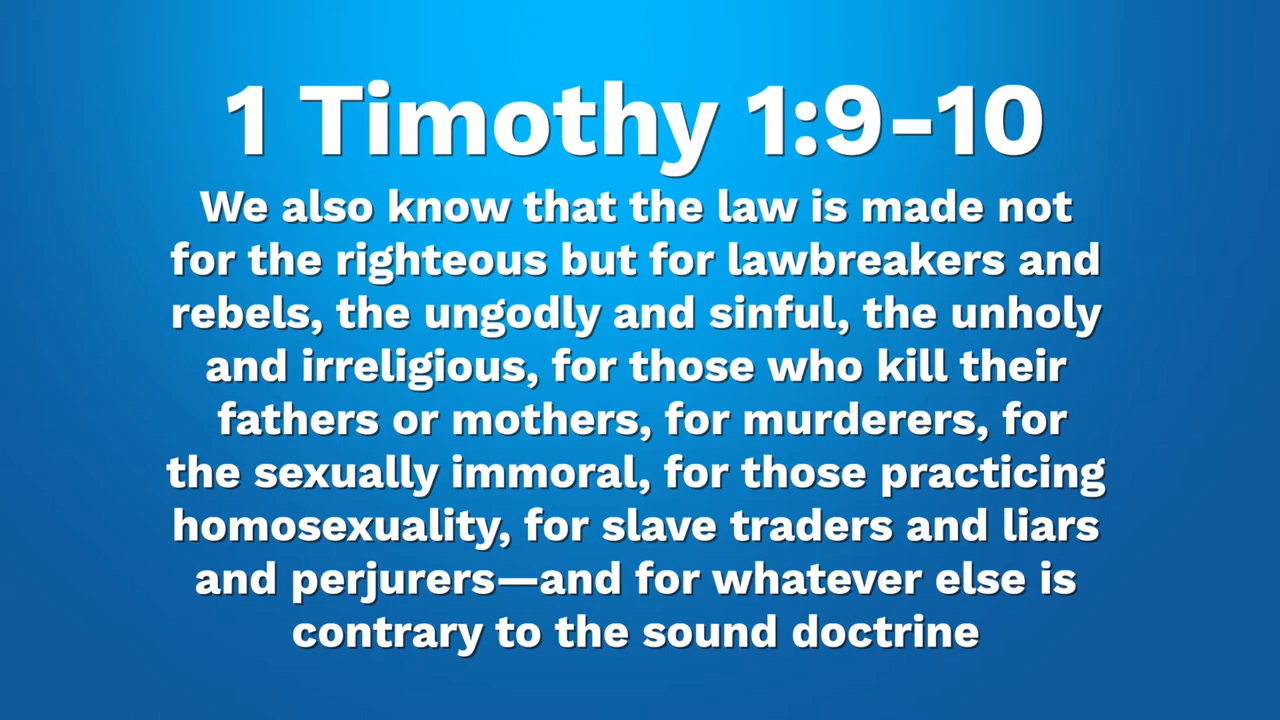 1 Timothy 1:9-10
We also know that the law is made not
for the righteous but for lawbreakers and
rebels, the ungodly and sinful, the unholy
and irreligious, for those who kill their
fathers or mothers, for murderers, for
the sexually immoral, for those practicing
homosexuality, for slave traders and liars
and perjurers—and for whatever else is
contrary to the sound doctrine